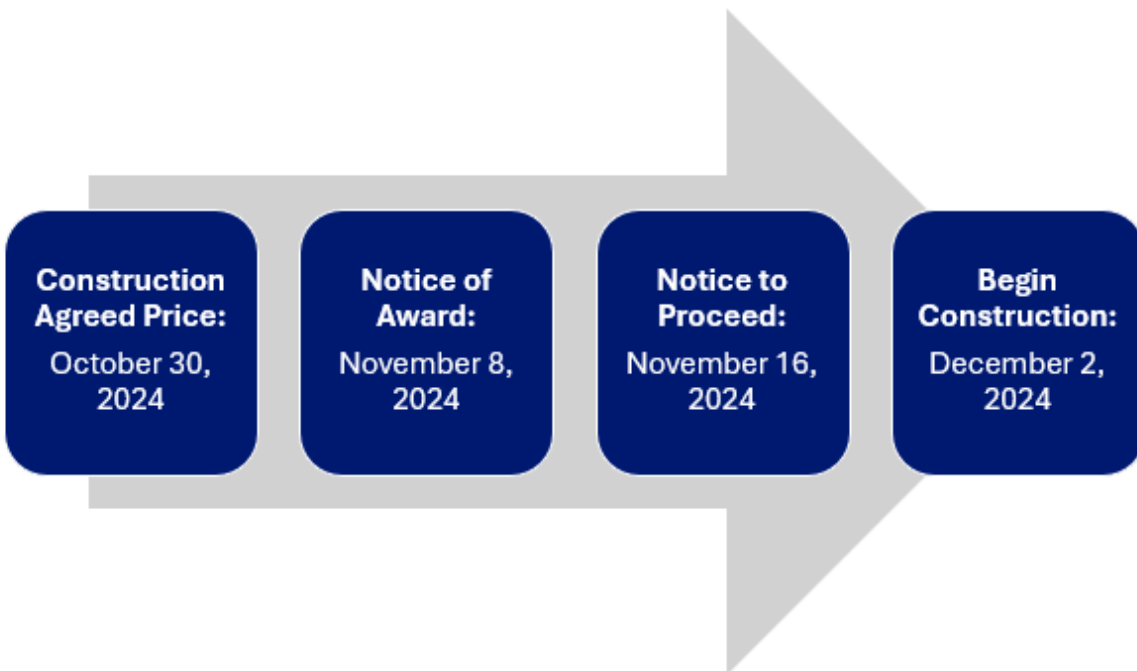 Construction
Agreed Price:
October 30,
2024
Notice of
Award:
November 8,
2024
Notice to
Proceed:
November 16,
2024
Begin
Construction:
December 2,
2024